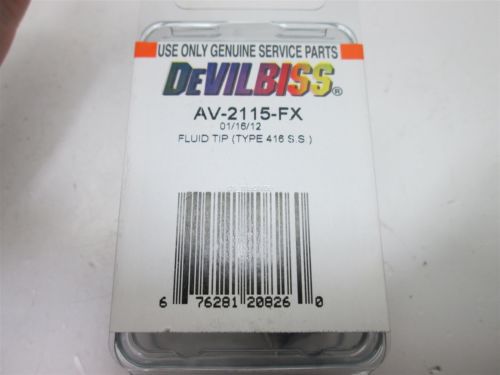 USE ONLY GENUINE SERVICE PARTS
DEVILBISS®
AV-2115-FX
01/16/12
FLUID TIP (TYPE 416 S.S.)
6 76281 20826 0